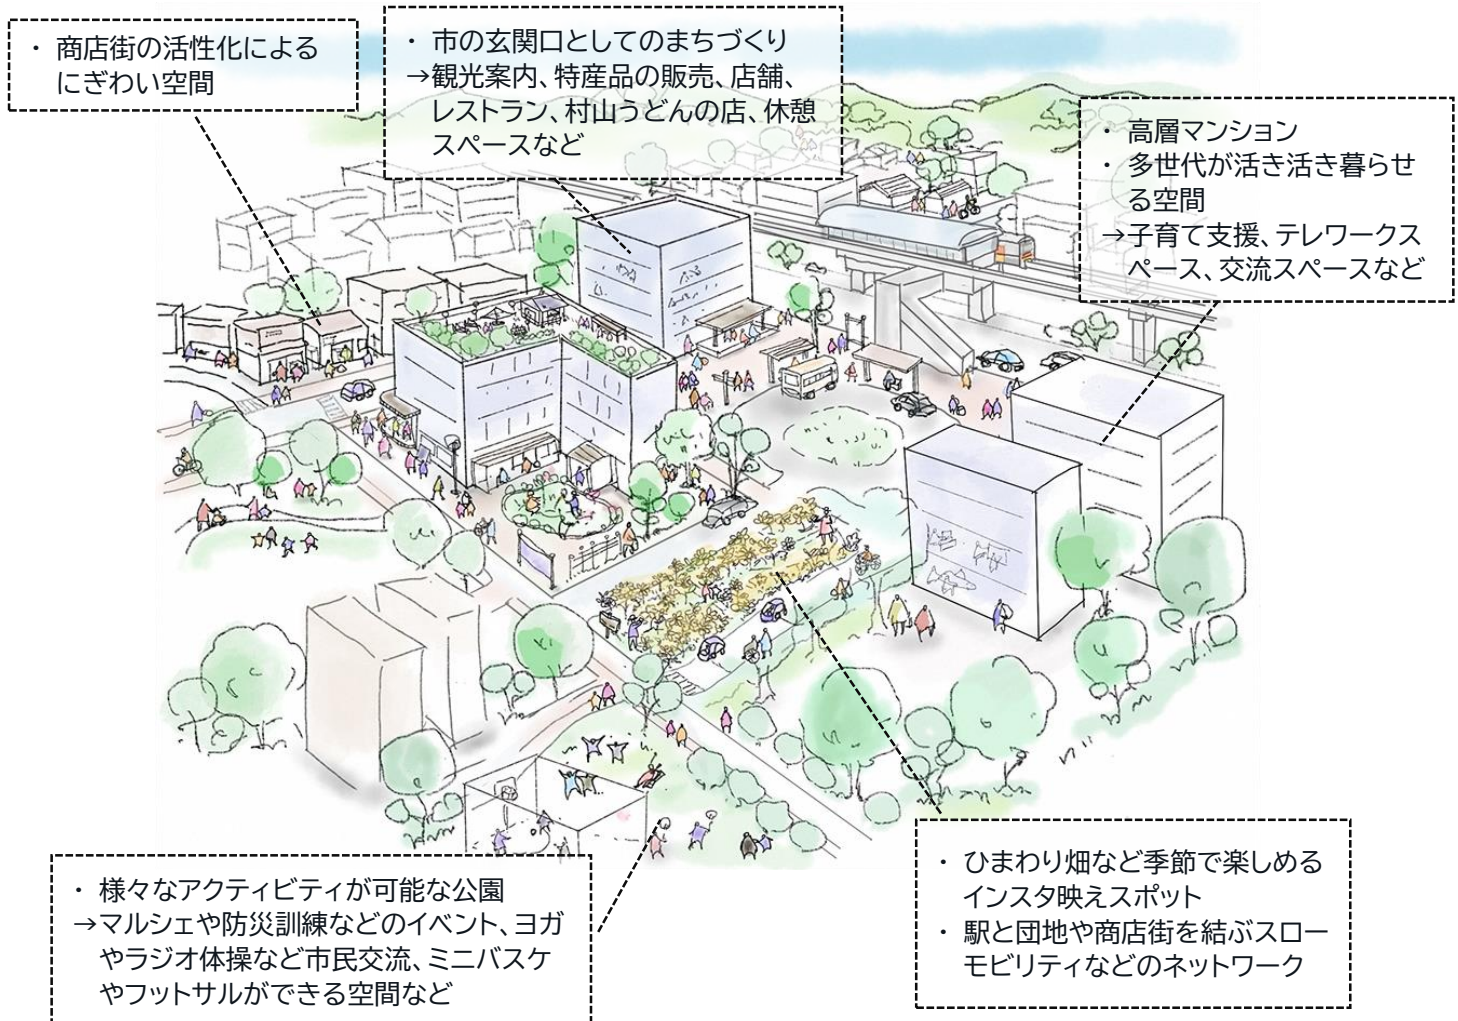 ・ 商店街の活性化による
にぎわい空間
・ 市の玄関口としてのまちづくり
→観光案内、特産品の販売、店舗、
レストラン、村山うどんの店、休憩
スペースなど
・ 高層マンション
・ 多世代が活き活き暮らせ
る空間
→子育て支援、テレワークス
ペース、交流スペースなど
・ 様々なアクティビティが可能な公園
→マルシェや防災訓練などのイベント、ヨガ
やラジオ体操など市民交流、ミニバスケ
やフットサルができる空間など
・ ひまわり畑など季節で楽しめる
インスタ映えスポット
・ 駅と団地や商店街を結ぶスロー
モビリティなどのネットワーク